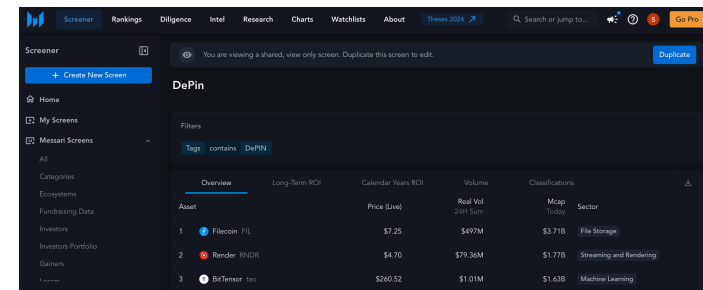 Screener Rankings Diligence Intel Research Charts Watchlists About Theses 2024 Search or jump to... S Go Pro
Screener
You are viewing a shared, view only screen. Duplicate this screen to edit. Duplicate
+ Create New Screen
DePin
Home
My Screens
Filters
Messari Screens
Tags contains DePIN
All
Categories
Overview Long-Term ROI Calendar Years ROI Volume Classifications
Ecosystems
Fundraising Data
Asset Price (Live) Real Vol 24H Sum Mcap Today Sector
Investors
1 Filecoin FIL $7.25 $497M $3.71B File Storage
Investors Portfolio
2 Render RNDR $4.70 $79.36M $1.77B Streaming and Rendering
Gainers
3 BitTensor tao $260.52 $1.01M $1.63B Machine Learning
Losers